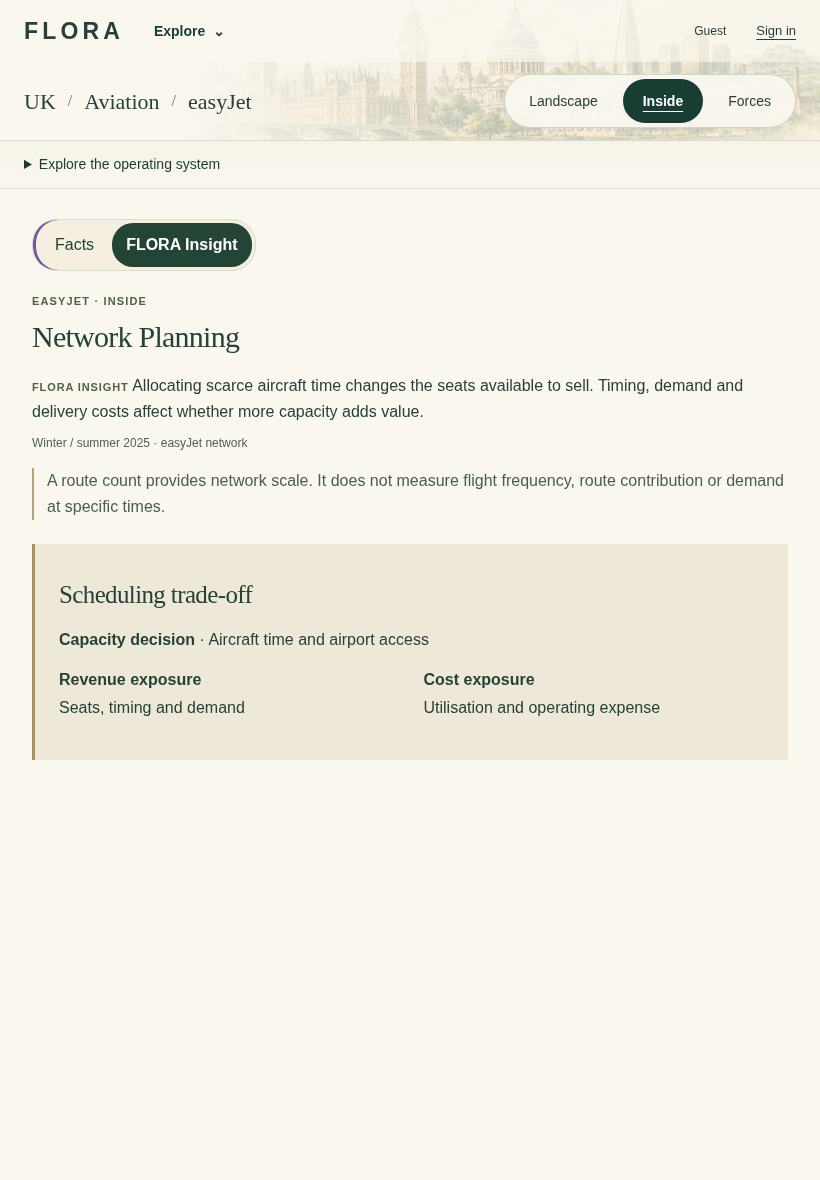 FLORA
Explore
Guest
Sign in
UK / Aviation / easyJet
Landscape
Inside
Forces
Explore the operating system
Facts
FLORA Insight
EASYJET · INSIDE
Network Planning
FLORA INSIGHT Allocating scarce aircraft time changes the seats available to sell. Timing, demand and
delivery costs affect whether more capacity adds value.
Winter / summer 2025 · easyJet network
A route count provides network scale. It does not measure flight frequency, route contribution or demand
at specific times.
Scheduling trade-off
Capacity decision · Aircraft time and airport access
Revenue exposure
Seats, timing and demand
Cost exposure
Utilisation and operating expense